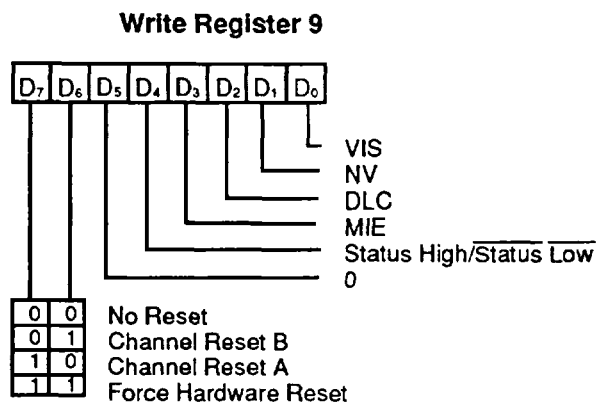 Write Register 9
D7 D6 D5 D4 D3 D2 D1 D0
VIS
NV
DLC
MIE
Status High/Status Low
0
0 0 No Reset
0 1 Channel Reset B
1 0 Channel Reset A
1 1 Force Hardware Reset